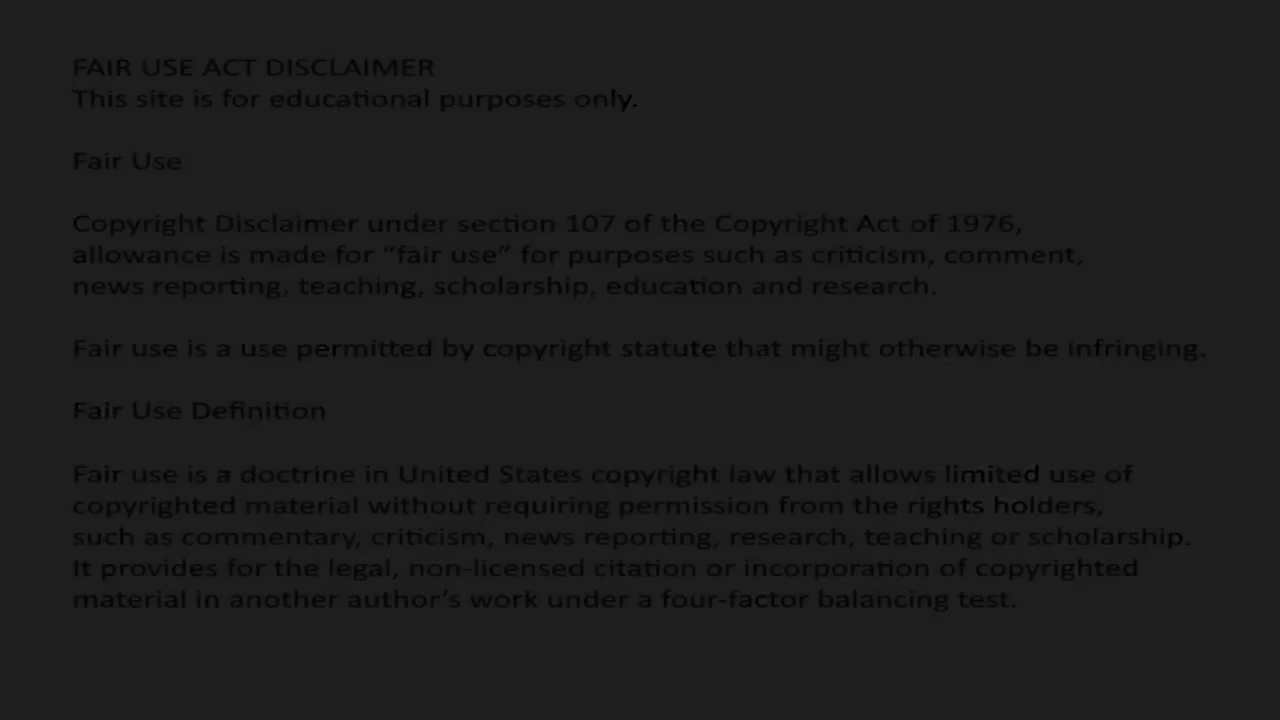 FAIR USE ACT DISCLAIMER
This site is for educational purposes only.
Fair Use
Copyright Disclaimer under section 107 of the Copyright Act of 1976,
allowance is made for “fair use” for purposes such as criticism, comment,
news reporting, teaching, scholarship, education and research.
Fair use is a use permitted by copyright statute that might otherwise be infringing.
Fair Use Definition
Fair use is a doctrine in United States copyright law that allows limited use of
copyrighted material without requiring permission from the rights holders,
such as commentary, criticism, news reporting, research, teaching or scholarship.
It provides for the legal, non-licensed citation or incorporation of copyrighted
material in another author’s work under a four-factor balancing test.